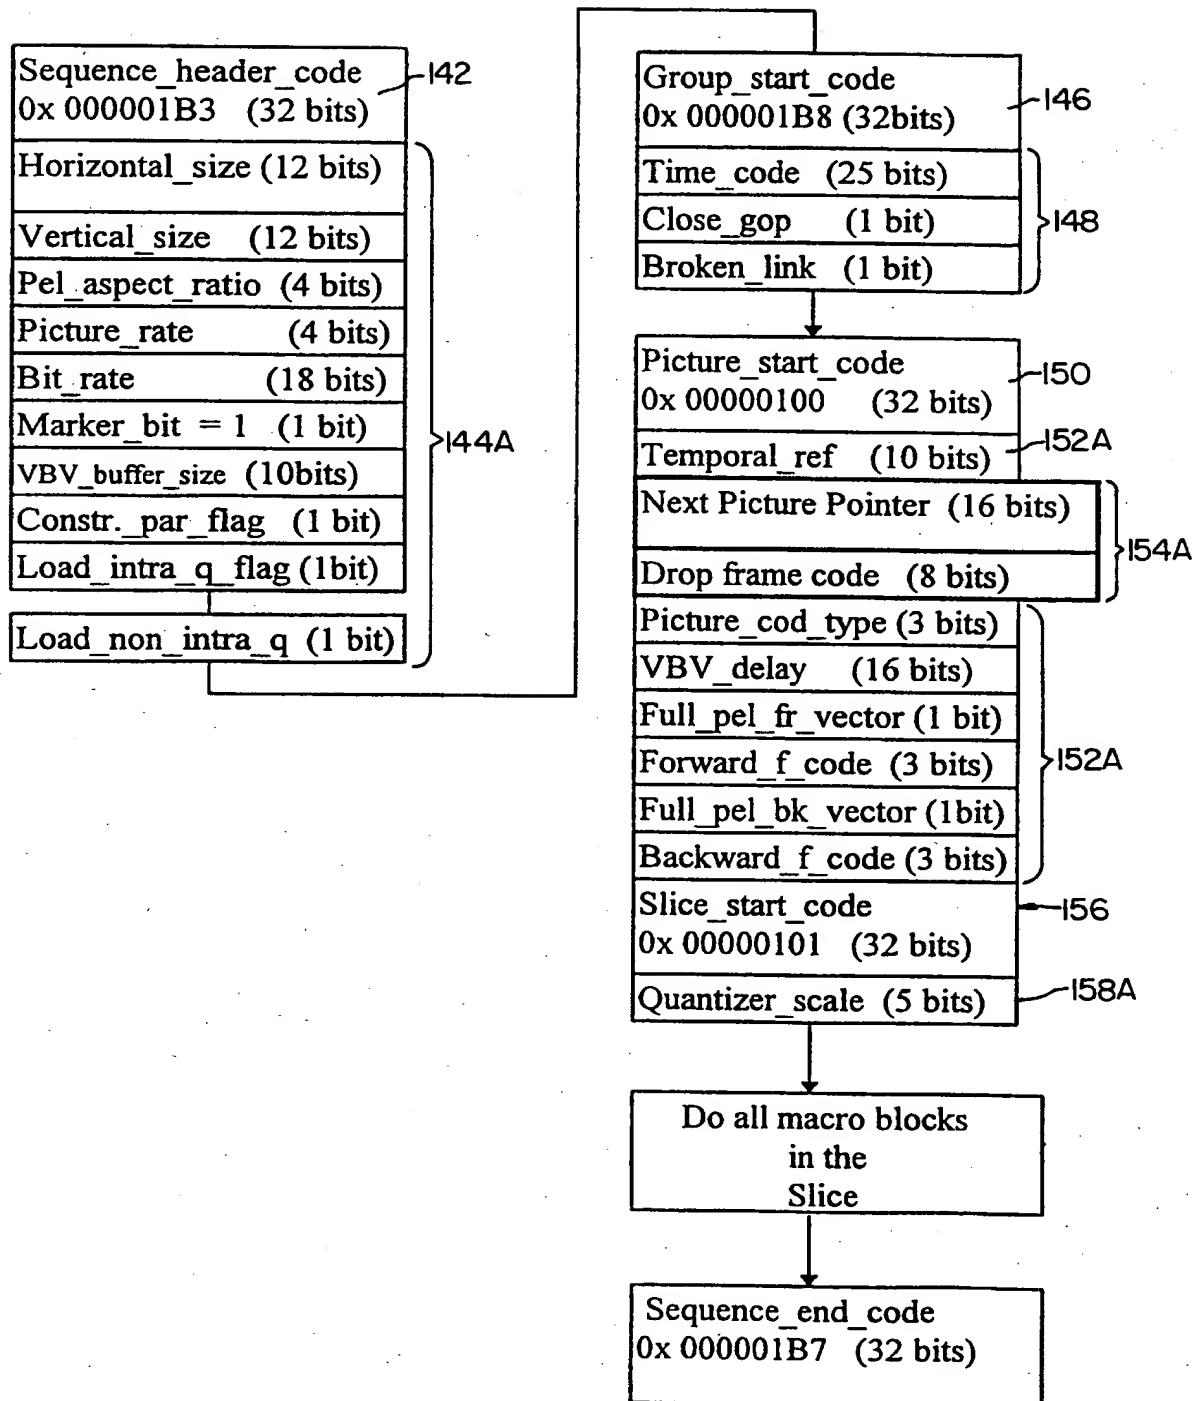 Sequence_header_code
0x 000001B3 (32 bits)
142
Horizontal_size (12 bits)
Vertical_size (12 bits)
Pel_aspect_ratio (4 bits)
Picture_rate (4 bits)
Bit_rate (18 bits)
Marker_bit = 1 (1 bit)
VBV_buffer_size (10bits)
Constr._par_flag (1 bit)
Load_intra_q_flag (1bit)
Load_non_intra_q (1 bit)
144A
Group_start_code
0x 000001B8 (32bits)
146
Time_code (25 bits)
Close_gop (1 bit)
Broken_link (1 bit)
148
Picture_start_code
0x 00000100 (32 bits)
150
Temporal_ref (10 bits)
152A
Next Picture Pointer (16 bits)
Drop frame code (8 bits)
154A
Picture_cod_type (3 bits)
VBV_delay (16 bits)
Full_pel_fr_vector (1 bit)
Forward_f_code (3 bits)
Full_pel_bk_vector (1bit)
Backward_f_code (3 bits)
152A
Slice_start_code
0x 00000101 (32 bits)
156
Quantizer_scale (5 bits)
158A
Do all macro blocks
in the
Slice
Sequence_end_code
0x 000001B7 (32 bits)